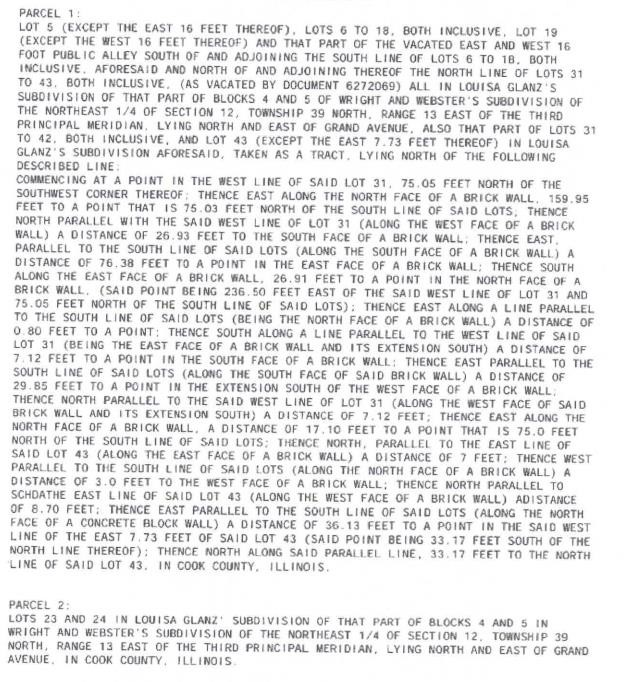 PARCEL 1:
LOT 5 (EXCEPT THE EAST 16 FEET THEREOF), LOTS 6 TO 18, BOTH INCLUSIVE, LOT 19
(EXCEPT THE WEST 16 FEET THEREOF) AND THAT PART OF THE VACATED EAST AND WEST 16
FOOT PUBLIC ALLEY SOUTH OF AND ADJOINING THE SOUTH LINE OF LOTS 6 TO 18, BOTH
INCLUSIVE, AFORESAID AND NORTH OF AND ADJOINING THEREOF THE NORTH LINE OF LOTS 31
TO 43, BOTH INCLUSIVE, (AS VACATED BY DOCUMENT 6272069) ALL IN LOUISA GLANZ'S
SUBDIVISION OF THAT PART OF BLOCKS 4 AND 5 OF WRIGHT AND WEBSTER'S SUBDIVISION OF
THE NORTHEAST 1/4 OF SECTION 12, TOWNSHIP 39 NORTH, RANGE 13 EAST OF THE THIRD
PRINCIPAL MERIDIAN, LYING NORTH AND EAST OF GRAND AVENUE, ALSO THAT PART OF LOTS 31
TO 42, BOTH INCLUSIVE, AND LOT 43 (EXCEPT THE EAST 7.73 FEET THEREOF) IN LOUISA
GLANZ'S SUBDIVISION AFORESAID, TAKEN AS A TRACT, LYING NORTH OF THE FOLLOWING
DESCRIBED LINE:
COMMENCING AT A POINT IN THE WEST LINE OF SAID LOT 31, 75.05 FEET NORTH OF THE
SOUTHWEST CORNER THEREOF; THENCE EAST ALONG THE NORTH FACE OF A BRICK WALL, 159.95
FEET TO A POINT THAT IS 75.03 FEET NORTH OF THE SOUTH LINE OF SAID LOTS; THENCE
NORTH PARALLEL WITH THE SAID WEST LINE OF LOT 31 (ALONG THE WEST FACE OF A BRICK
WALL) A DISTANCE OF 26.93 FEET TO THE SOUTH FACE OF A BRICK WALL; THENCE EAST,
PARALLEL TO THE SOUTH LINE OF SAID LOTS (ALONG THE SOUTH FACE OF A BRICK WALL) A
DISTANCE OF 76.38 FEET TO A POINT IN THE EAST FACE OF A BRICK WALL; THENCE SOUTH
ALONG THE EAST FACE OF A BRICK WALL, 26.91 FEET TO A POINT IN THE NORTH FACE OF A
BRICK WALL, (SAID POINT BEING 236.50 FEET EAST OF THE SAID WEST LINE OF LOT 31 AND
75.05 FEET NORTH OF THE SOUTH LINE OF SAID LOTS); THENCE EAST ALONG A LINE PARALLEL
TO THE SOUTH LINE OF SAID LOTS (BEING THE NORTH FACE OF A BRICK WALL) A DISTANCE OF
0.80 FEET TO A POINT; THENCE SOUTH ALONG A LINE PARALLEL TO THE WEST LINE OF SAID
LOT 31 (BEING THE EAST FACE OF A BRICK WALL AND ITS EXTENSION SOUTH) A DISTANCE OF
7.12 FEET TO A POINT IN THE SOUTH FACE OF A BRICK WALL; THENCE EAST PARALLEL TO THE
SOUTH LINE OF SAID LOTS (ALONG THE SOUTH FACE OF SAID BRICK WALL) A DISTANCE OF
29.85 FEET TO A POINT IN THE EXTENSION SOUTH OF THE WEST FACE OF A BRICK WALL;
THENCE NORTH PARALLEL TO THE SAID WEST LINE OF LOT 31 (ALONG THE WEST FACE OF SAID
BRICK WALL AND ITS EXTENSION SOUTH) A DISTANCE OF 7.12 FEET; THENCE EAST ALONG THE
NORTH FACE OF A BRICK WALL, A DISTANCE OF 17.10 FEET TO A POINT THAT IS 75.0 FEET
NORTH OF THE SOUTH LINE OF SAID LOTS; THENCE NORTH, PARALLEL TO THE EAST LINE OF
SAID LOT 43 (ALONG THE EAST FACE OF A BRICK WALL) A DISTANCE OF 7 FEET; THENCE WEST
PARALLEL TO THE SOUTH LINE OF SAID LOTS (ALONG THE NORTH FACE OF A BRICK WALL) A
DISTANCE OF 3.0 FEET TO THE WEST FACE OF A BRICK WALL; THENCE NORTH PARALLEL TO
SCHDATHE EAST LINE OF SAID LOT 43 (ALONG THE WEST FACE OF A BRICK WALL) ADISTANCE
OF 8.70 FEET; THENCE EAST PARALLEL TO THE SOUTH LINE OF SAID LOTS (ALONG THE NORTH
FACE OF A CONCRETE BLOCK WALL) A DISTANCE OF 36.13 FEET TO A POINT IN THE SAID WEST
LINE OF THE EAST 7.73 FEET OF SAID LOT 43 (SAID POINT BEING 33.17 FEET SOUTH OF THE
NORTH LINE THEREOF); THENCE NORTH ALONG SAID PARALLEL LINE, 33.17 FEET TO THE NORTH
LINE OF SAID LOT 43, IN COOK COUNTY, ILLINOIS.
PARCEL 2:
LOTS 23 AND 24 IN LOUISA GLANZ' SUBDIVISION OF THAT PART OF BLOCKS 4 AND 5 IN
WRIGHT AND WEBSTER'S SUBDIVISION OF THE NORTHEAST 1/4 OF SECTION 12, TOWNSHIP 39
NORTH, RANGE 13 EAST OF THE THIRD PRINCIPAL MERIDIAN, LYING NORTH AND EAST OF GRAND
AVENUE, IN COOK COUNTY, ILLINOIS.